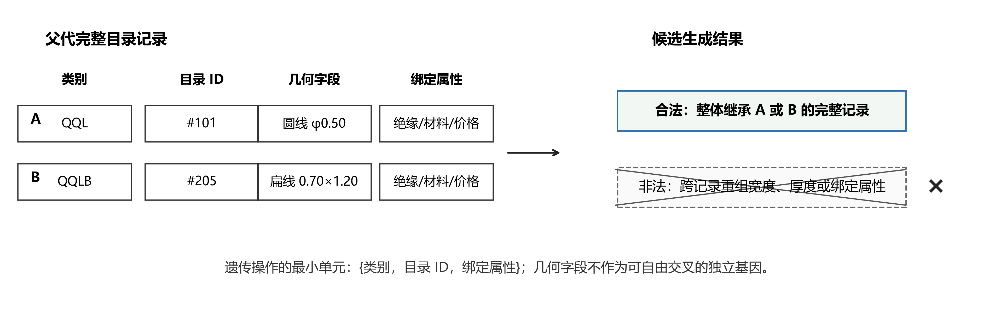 父代完整目录记录
候选生成结果
类别 目录 ID 几何字段 绑定属性
A QQL #101 圆线 φ0.50 绝缘/材料/价格
合法：整体继承 A 或 B 的完整记录
B QQLB #205 扁线 0.70×1.20 绝缘/材料/价格
非法：跨记录重组宽度、厚度或绑定属性 ×
遗传操作的最小单元：{类别，目录 ID，绑定属性}；几何字段不作为可自由交叉的独立基因。